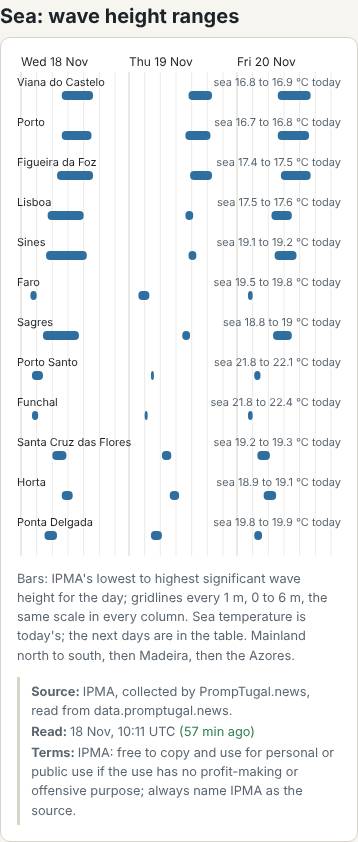 Sea: wave height ranges
Wed 18 Nov Thu 19 Nov Fri 20 Nov
Viana do Castelo sea 16.8 to 16.9 °C today
Porto sea 16.7 to 16.8 °C today
Figueira da Foz sea 17.4 to 17.5 °C today
Lisboa sea 17.5 to 17.6 °C today
Sines sea 19.1 to 19.2 °C today
Faro sea 19.5 to 19.8 °C today
Sagres sea 18.8 to 19 °C today
Porto Santo sea 21.8 to 22.1 °C today
Funchal sea 21.8 to 22.4 °C today
Santa Cruz das Flores sea 19.2 to 19.3 °C today
Horta sea 18.9 to 19.1 °C today
Ponta Delgada sea 19.8 to 19.9 °C today
Bars: IPMA's lowest to highest significant wave
height for the day; gridlines every 1 m, 0 to 6 m, the
same scale in every column. Sea temperature is
today's; the next days are in the table. Mainland
north to south, then Madeira, then the Azores.
Source: IPMA, collected by PrompTugal.news,
read from data.promptugal.news.
Read: 18 Nov, 10:11 UTC (57 min ago)
Terms: IPMA: free to copy and use for personal or
public use if the use has no profit-making or
offensive purpose; always name IPMA as the
source.